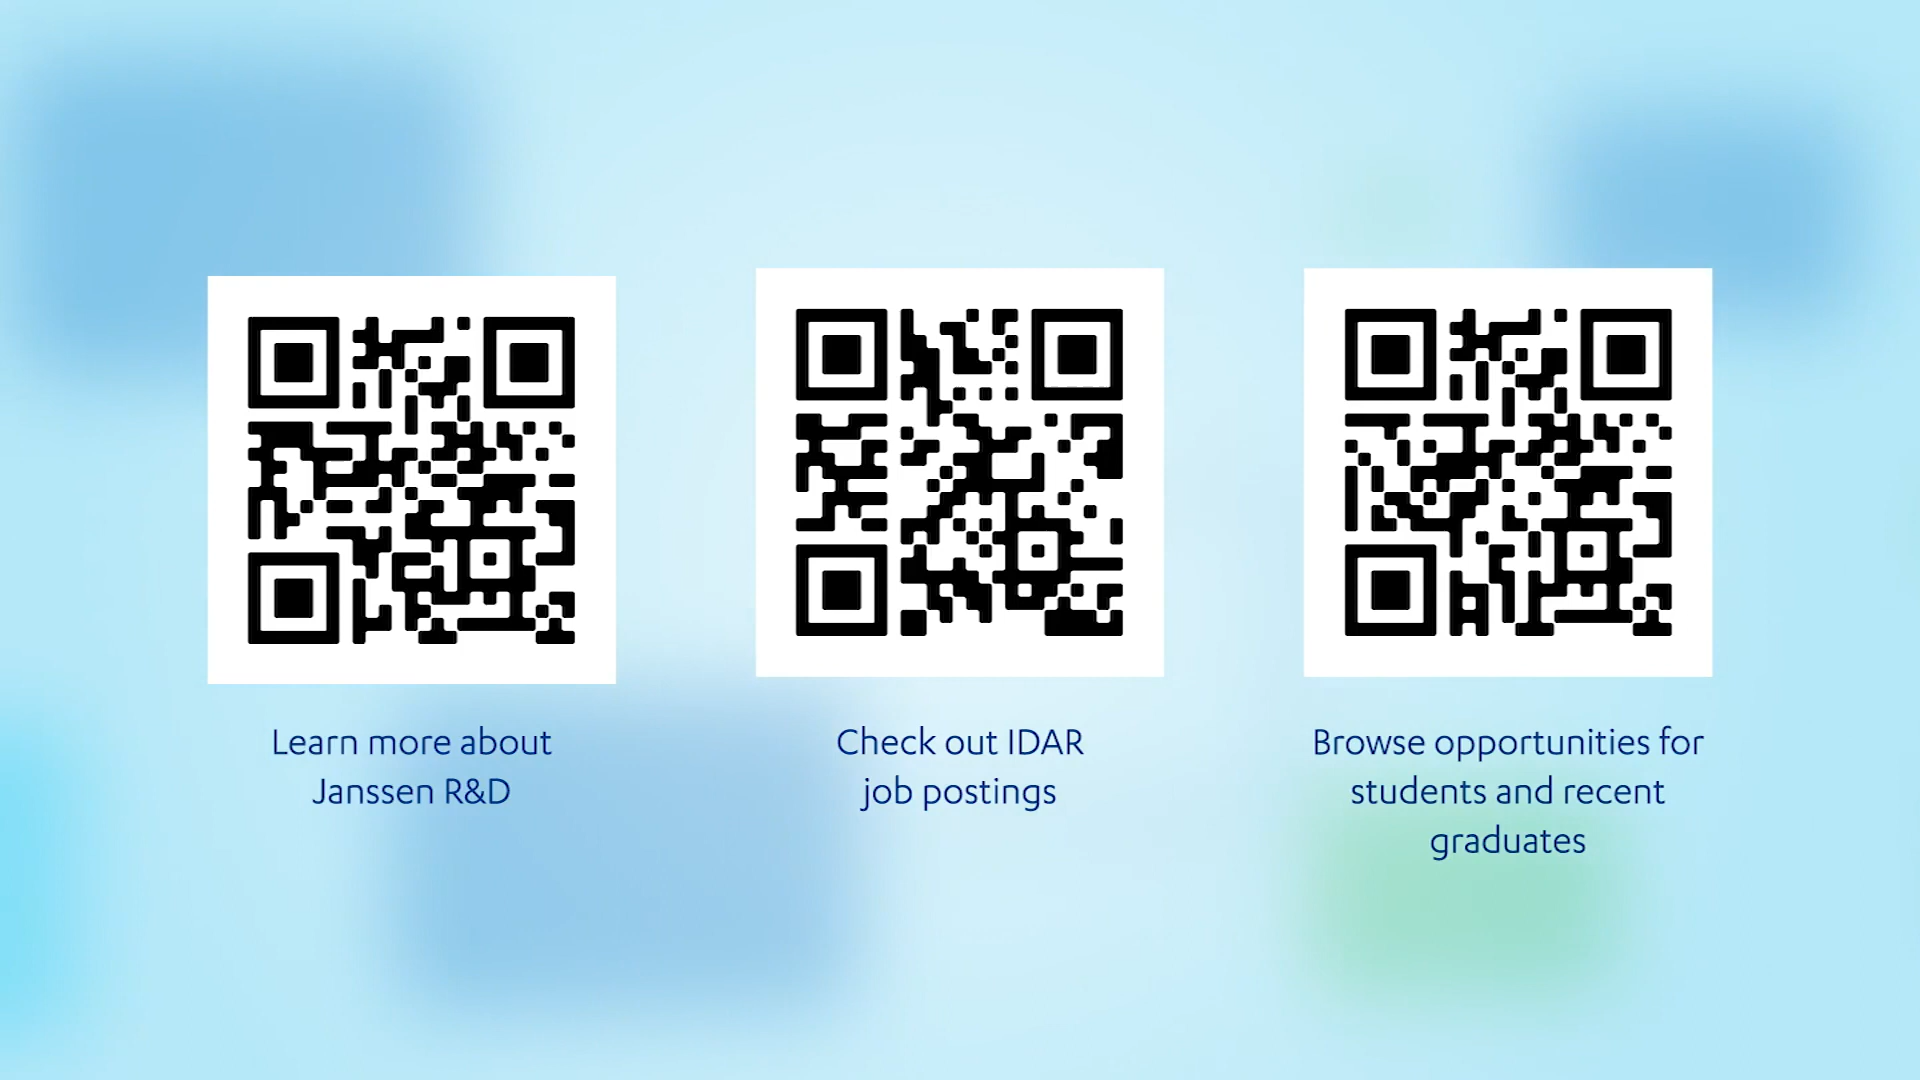 Learn more about
Janssen R&D
Check out IDAR
job postings
Browse opportunities for
students and recent
graduates